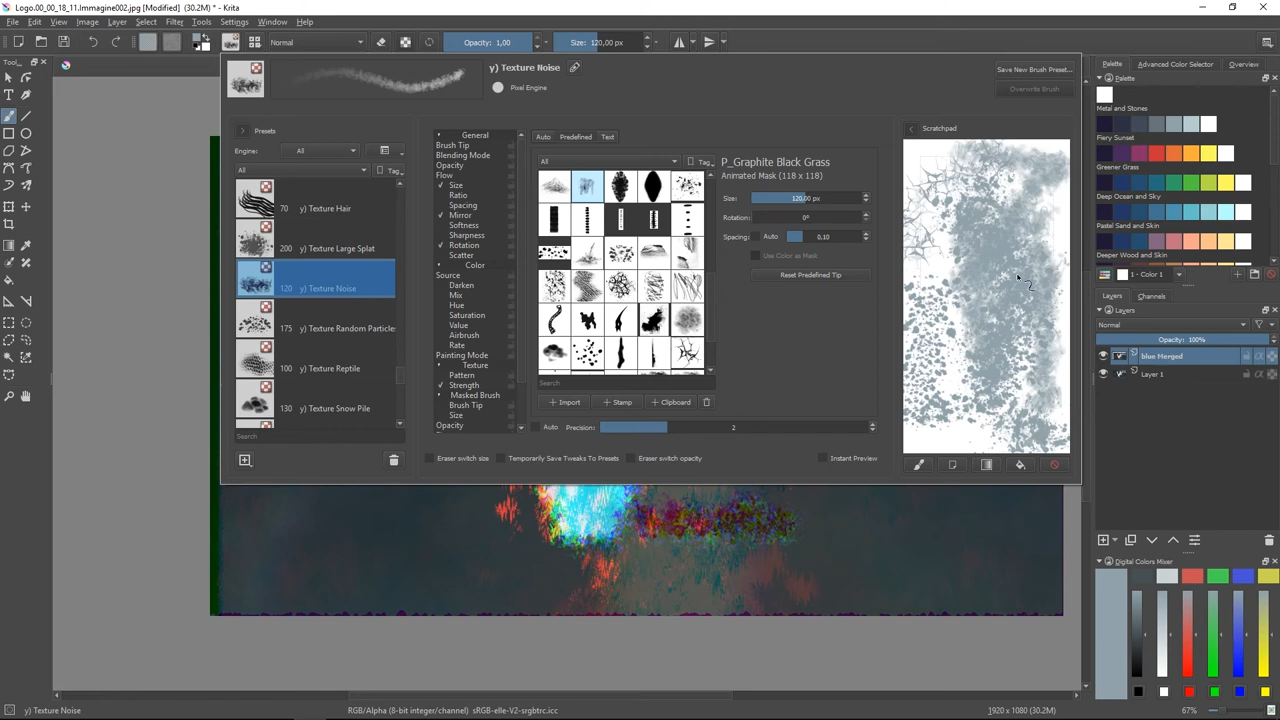 Logo.00_00_18_11.Immagine002.jpg [Modified] (30.2M) * - Krita
File Edit View Image Layer Select Filter Tools Settings Window Help
Normal Opacity: 1,00 Size: 120,00 px
Tool...
y) Texture Noise
Pixel Engine
Save New Brush Preset...
Overwrite Brush
Presets
Engine: All
All Tag
70 y) Texture Hair
200 y) Texture Large Splat
120 y) Texture Noise
175 y) Texture Random Particles
100 y) Texture Reptile
130 y) Texture Snow Pile
Search
General
Brush Tip
Blending Mode
Opacity
Flow
Size
Ratio
Spacing
Mirror
Softness
Sharpness
Rotation
Scatter
Color
Source
Darken
Mix
Hue
Saturation
Value
Airbrush
Rate
Painting Mode
Texture
Pattern
Strength
Masked Brush
Brush Tip
Size
Opacity
Auto Predefined Text
All Tag
Search
Import Stamp Clipboard
Auto Precision: 2
P_Graphite Black Grass
Animated Mask (118 x 118)
Size: 120,00 px
Rotation: 0°
Spacing: Auto 0,10
Use Color as Mask
Reset Predefined Tip
Eraser switch size Temporarily Save Tweaks To Presets Eraser switch opacity Instant Preview
Scratchpad
Palette Advanced Color Selector Overview
Palette
Metal and Stones
Fiery Sunset
Greener Grass
Deep Ocean and Sky
Pastel Sand and Skin
Deeper Wood and Skin
1 - Color 1
Layers Channels
Layers
Normal
Opacity: 100%
blue Merged
Layer 1
Digital Colors Mixer
y) Texture Noise
RGB/Alpha (8-bit integer/channel) sRGB-elle-V2-srgbtrc.icc
1920 x 1080 (30.2M)
67%